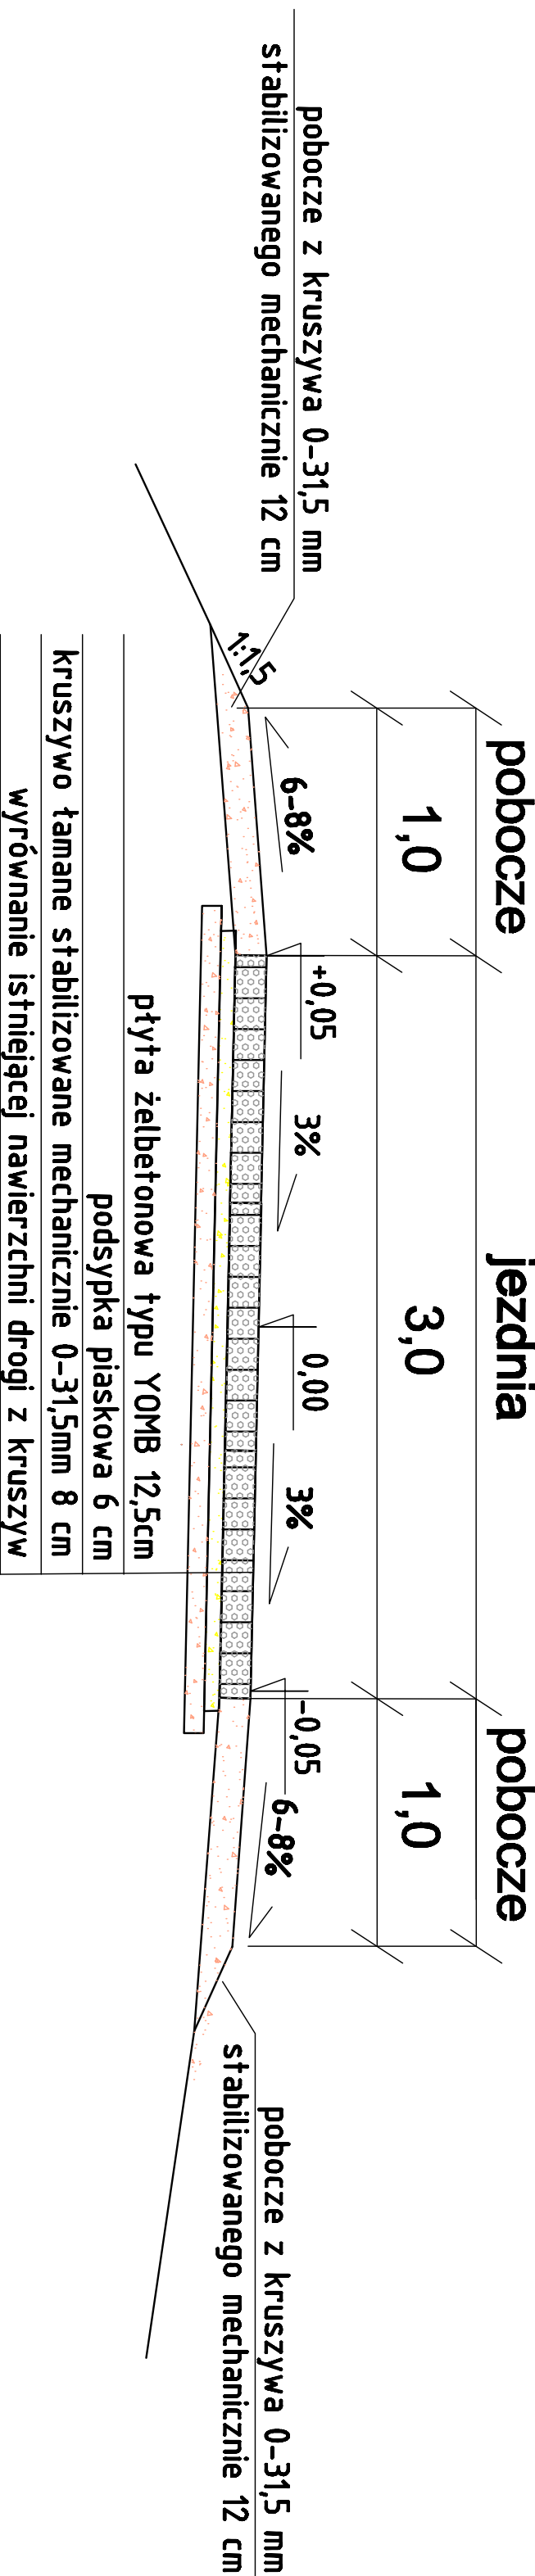 pobocze
jezdnia
pobocze
1,0
3,0
1,0
pobocze z kruszywa 0-31,5 mm
stabilizowanego mechanicznie 12 cm
1:1,5
6-8%
+0,05
3%
0,00
3%
-0,05
6-8%
pobocze z kruszywa 0-31,5 mm
stabilizowanego mechanicznie 12 cm
płyta żelbetonowa typu YOMB 12,5cm
podsypka piaskowa 6 cm
kruszywo łamane stabilizowane mechanicznie 0-31,5mm 8 cm
wyrównanie istniejącej nawierzchni drogi z kruszyw